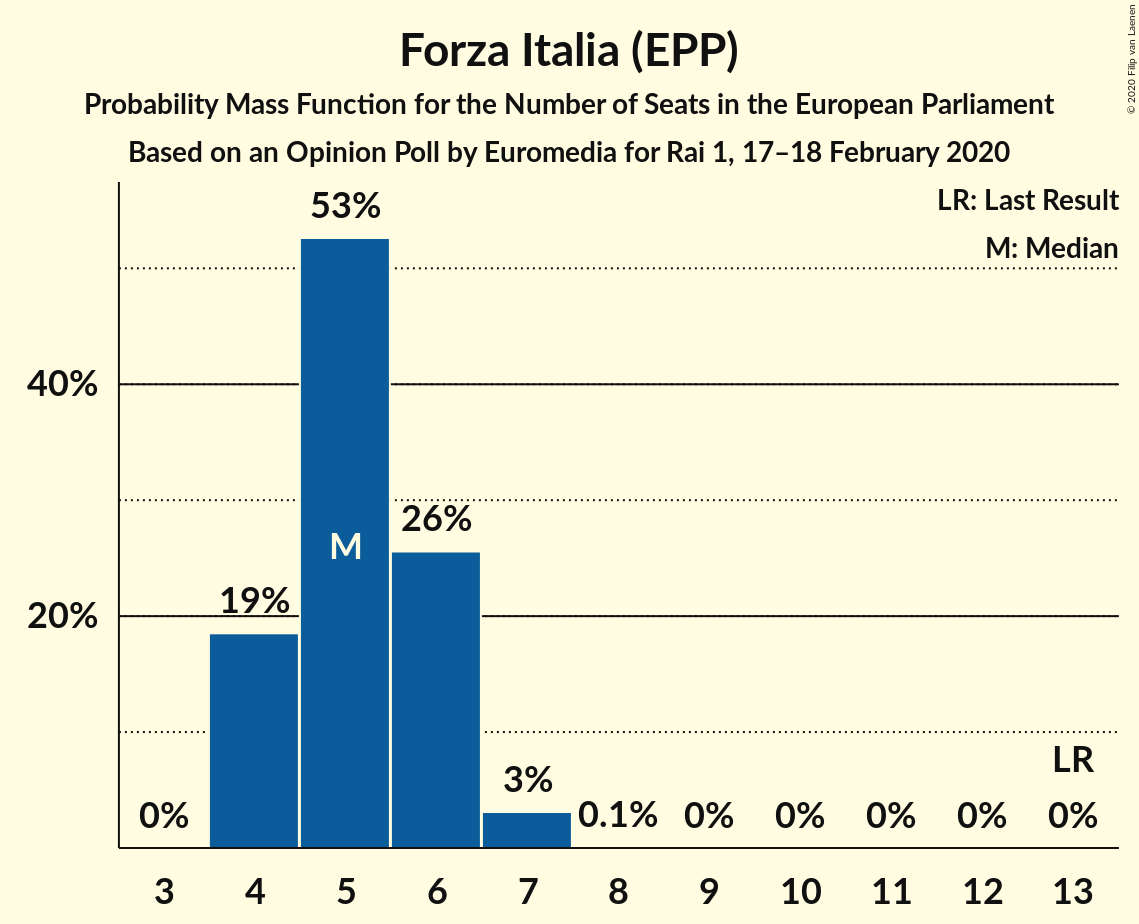 Forza Italia (EPP)
Probability Mass Function for the Number of Seats in the European Parliament
Based on an Opinion Poll by Euromedia for Rai 1, 17–18 February 2020
© 2020 Filip van Laenen
LR: Last Result
M: Median
53%
40%
26%
M
19%
20%
LR
3%
0%
0.1%
0%
0%
0%
0%
0%
3 4 5 6 7 8 9 10 11 12 13